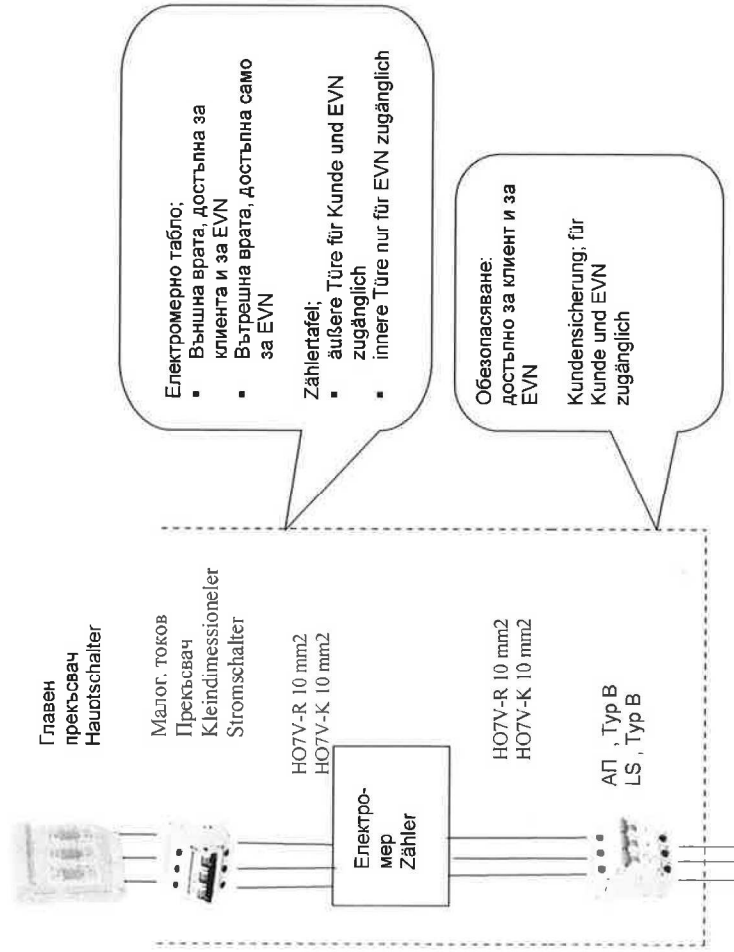 Главен
прекъсвач
Hauptschalter
Малог. токов
Прекъсвач
Kleindimessioneler
Stromschalter
HO7V-R 10 mm2
HO7V-K 10 mm2
Електро-
мер
Zähler
HO7V-R 10 mm2
HO7V-K 10 mm2
АП , Typ B
LS , Typ B
Електромерно табло;
▪ Външна врата, достъпна за
клиента и за EVN
▪ Вътрешна врата, достъпна само
за EVN
Zählertafel;
▪ äußere Türe für Kunde und EVN
zugänglich
▪ innere Türe nur für EVN zugänglich
Обезопасяване:
достъпно за клиент и за
EVN
Kundensicherung; für
Kunde und EVN
zugänglich